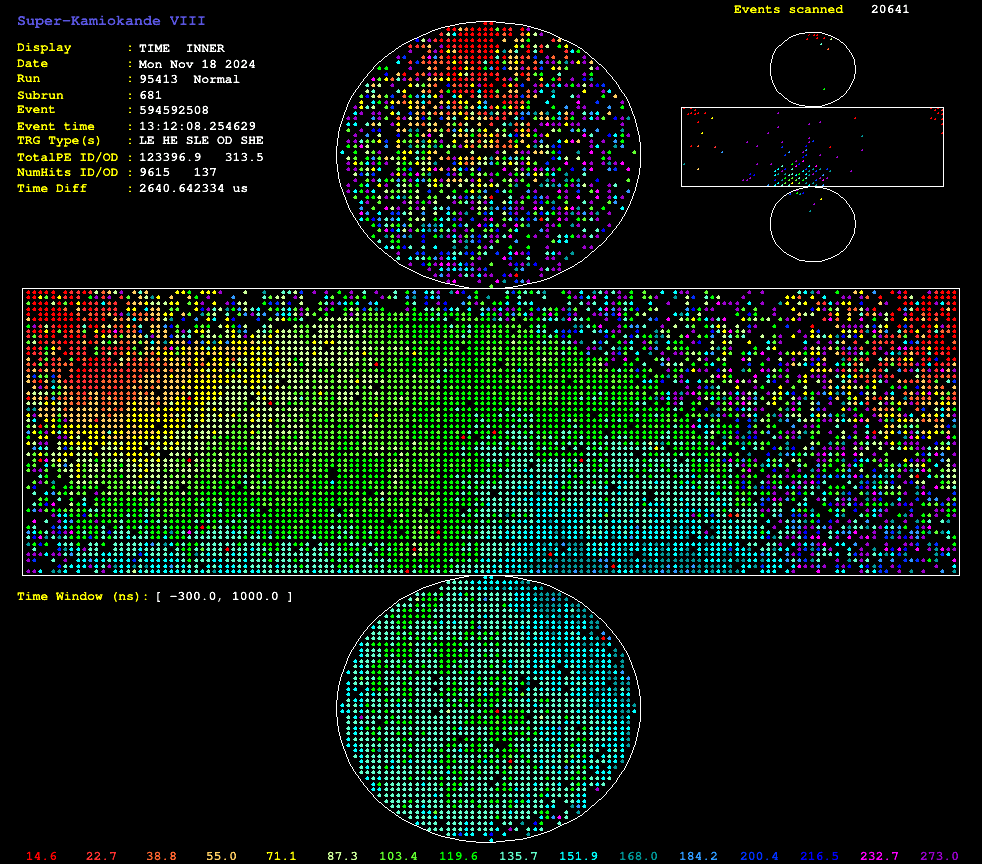 Super-Kamiokande VIII
Events scanned 20641
Display : TIME INNER
Date : Mon Nov 18 2024
Run : 95413 Normal
Subrun : 681
Event : 594592508
Event time : 13:12:08.254629
TRG Type(s) : LE HE SLE OD SHE
TotalPE ID/OD : 123396.9 313.5
NumHits ID/OD : 9615 137
Time Diff : 2640.642334 us
Time Window (ns): [ −300.0, 1000.0 ]
14.6 22.7 38.8 55.0 71.1 87.3 103.4 119.6 135.7 151.9 168.0 184.2 200.4 216.5 232.7 273.0